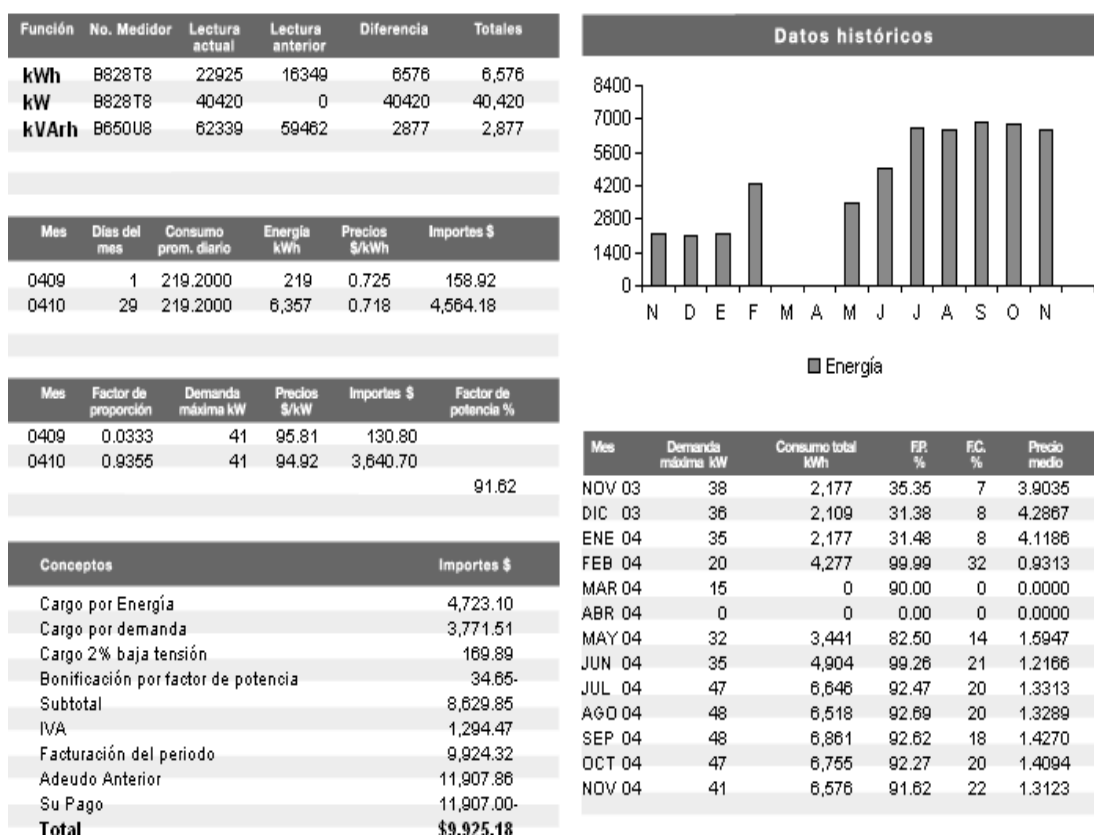 Función No. Medidor Lectura actual Lectura anterior Diferencia Totales
kWh B828T8 22925 16349 6576 6,576
kW B828T8 40420 0 40420 40,420
kVArh B650U8 62339 59462 2877 2,877
Mes Días del mes Consumo prom. diario Energía kWh Precios $/kWh Importes $
0409 1 219.2000 219 0.725 158.92
0410 29 219.2000 6,357 0.718 4,564.18
Mes Factor de proporción Demanda máxima kW Precios $/kW Importes $ Factor de potencia %
0409 0.0333 41 95.81 130.80
0410 0.9355 41 94.92 3,640.70
91.62
Conceptos Importes $
Cargo por Energía 4,723.10
Cargo por demanda 3,771.51
Cargo 2% baja tensión 169.89
Bonificación por factor de potencia 34.65-
Subtotal 8,629.85
IVA 1,294.47
Facturación del periodo 9,924.32
Adeudo Anterior 11,907.86
Su Pago 11,907.00-
Total $9,925.18
Datos históricos
8400
7000
5600
4200
2800
1400
0
N D E F M A M J J A S O N
Energía
Mes Demanda máxima kW Consumo total kWh F.P. % F.C. % Precio medio
NOV 03 38 2,177 35.35 7 3.9035
DIC 03 36 2,109 31.38 8 4.2867
ENE 04 35 2,177 31.48 8 4.1186
FEB 04 20 4,277 99.99 32 0.9313
MAR 04 15 0 90.00 0 0.0000
ABR 04 0 0 0.00 0 0.0000
MAY 04 32 3,441 82.50 14 1.5947
JUN 04 35 4,904 99.26 21 1.2166
JUL 04 47 6,646 92.47 20 1.3313
AGO 04 48 6,518 92.69 20 1.3289
SEP 04 48 6,861 92.62 18 1.4270
OCT 04 47 6,755 92.27 20 1.4094
NOV 04 41 6,576 91.62 22 1.3123